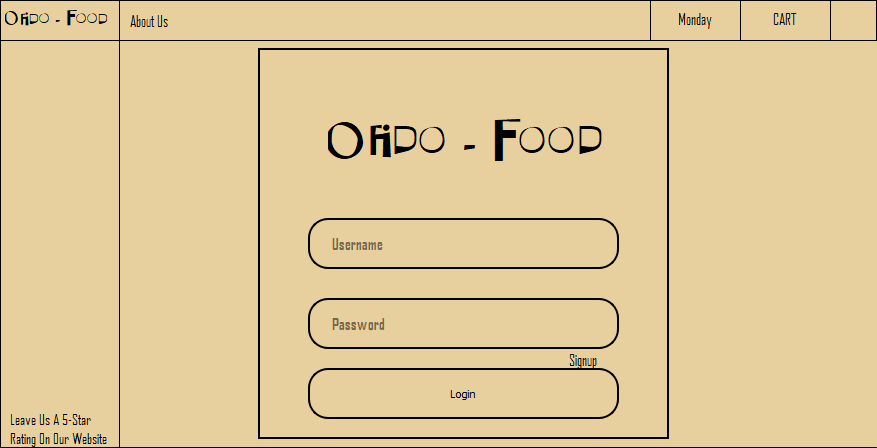 Ofido - Food
About Us
Monday
CART
Ofido - Food
Username
Password
Signup
Login
Leave Us A 5-Star
Rating On Our Website